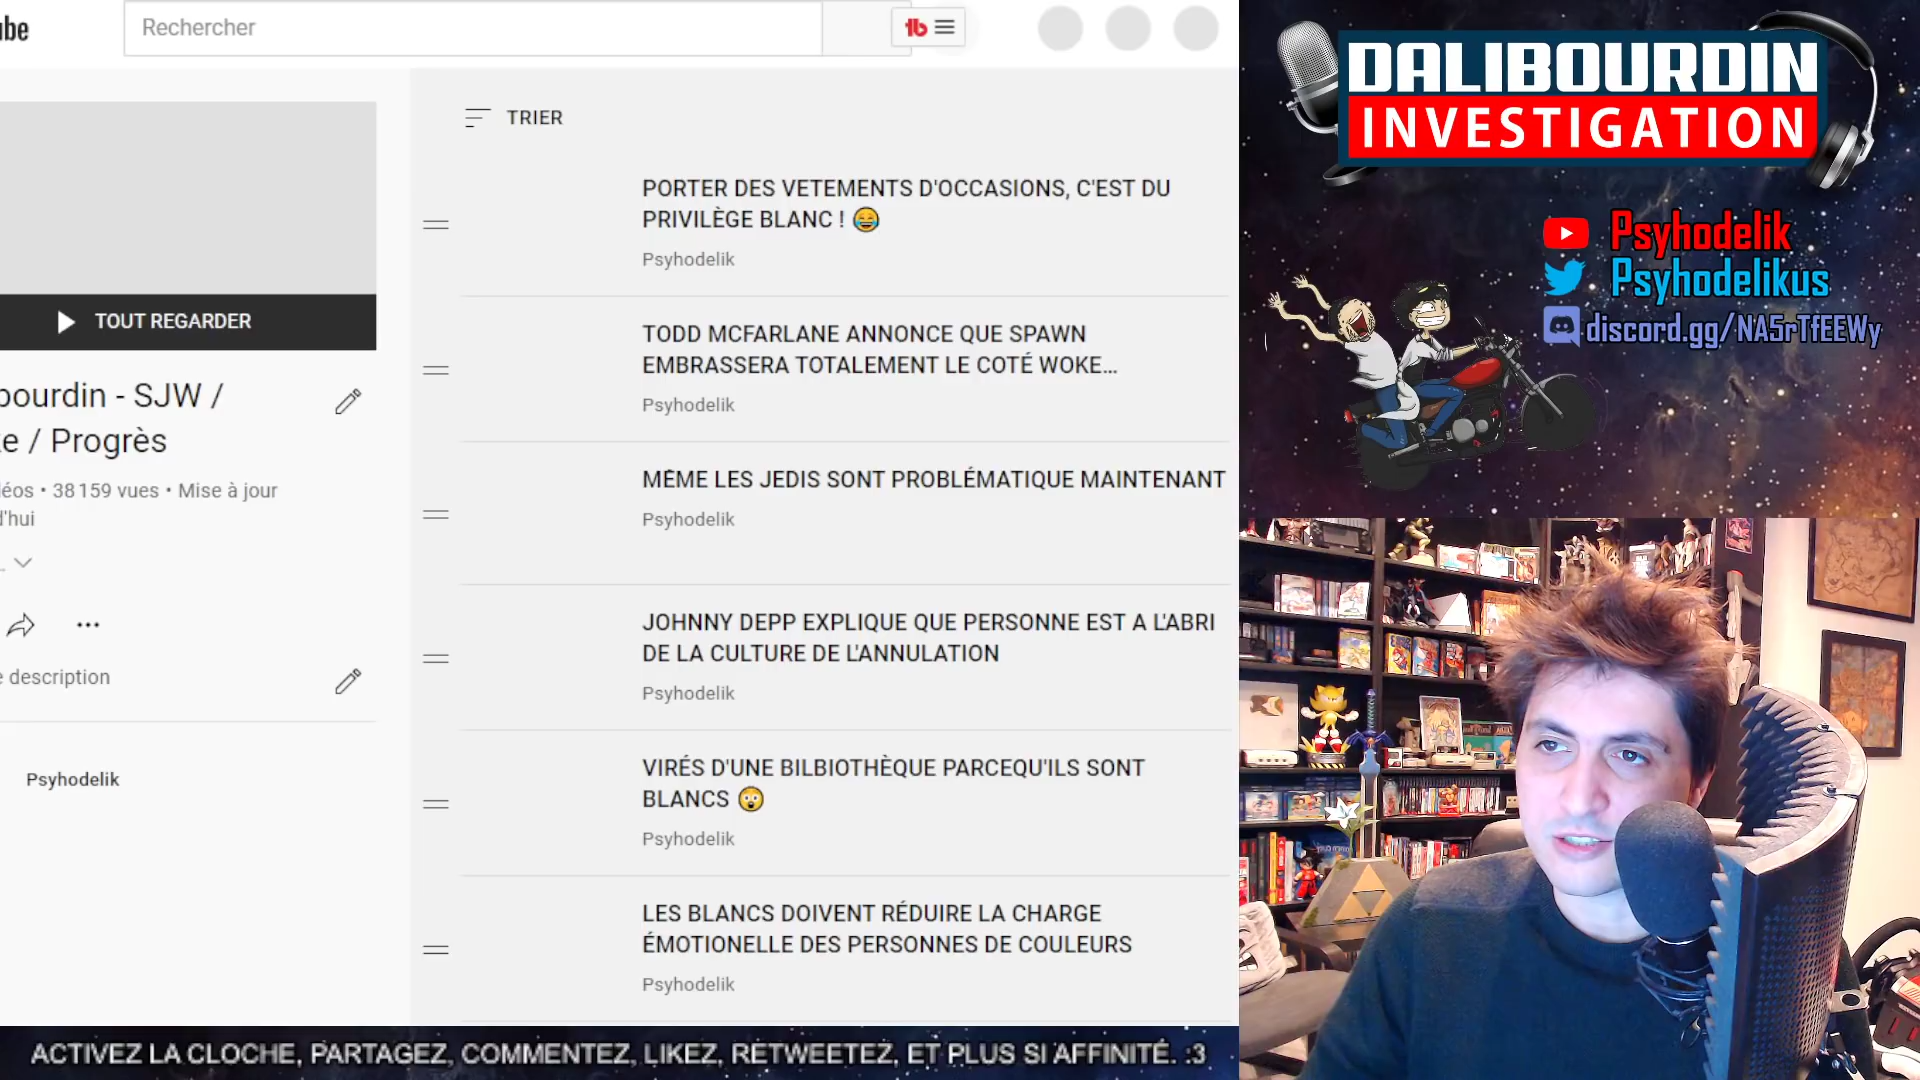 be
Rechercher
TRIER
PORTER DES VETEMENTS D'OCCASIONS, C'EST DU
PRIVILÈGE BLANC ! 😂
Psyhodelik
TODD MCFARLANE ANNONCE QUE SPAWN
EMBRASSERA TOTALEMENT LE COTÉ WOKE...
Psyhodelik
MÊME LES JEDIS SONT PROBLÉMATIQUE MAINTENANT
Psyhodelik
JOHNNY DEPP EXPLIQUE QUE PERSONNE EST A L'ABRI
DE LA CULTURE DE L'ANNULATION
Psyhodelik
VIRÉS D'UNE BILBIOTHÈQUE PARCEQU'ILS SONT
BLANCS 😲
Psyhodelik
LES BLANCS DOIVENT RÉDUIRE LA CHARGE
ÉMOTIONELLE DES PERSONNES DE COULEURS
Psyhodelik
TOUT REGARDER
bourdin - SJW /
e / Progrès
éos • 38 159 vues • Mise à jour
d'hui
e description
Psyhodelik
DALIBOURDIN
INVESTIGATION
Psyhodelik
Psyhodelikus
discord.gg/NA5rTfEEWy
ACTIVEZ LA CLOCHE, PARTAGEZ, COMMENTEZ, LIKEZ, RETWEETEZ, ET PLUS SI AFFINITÉ. :3